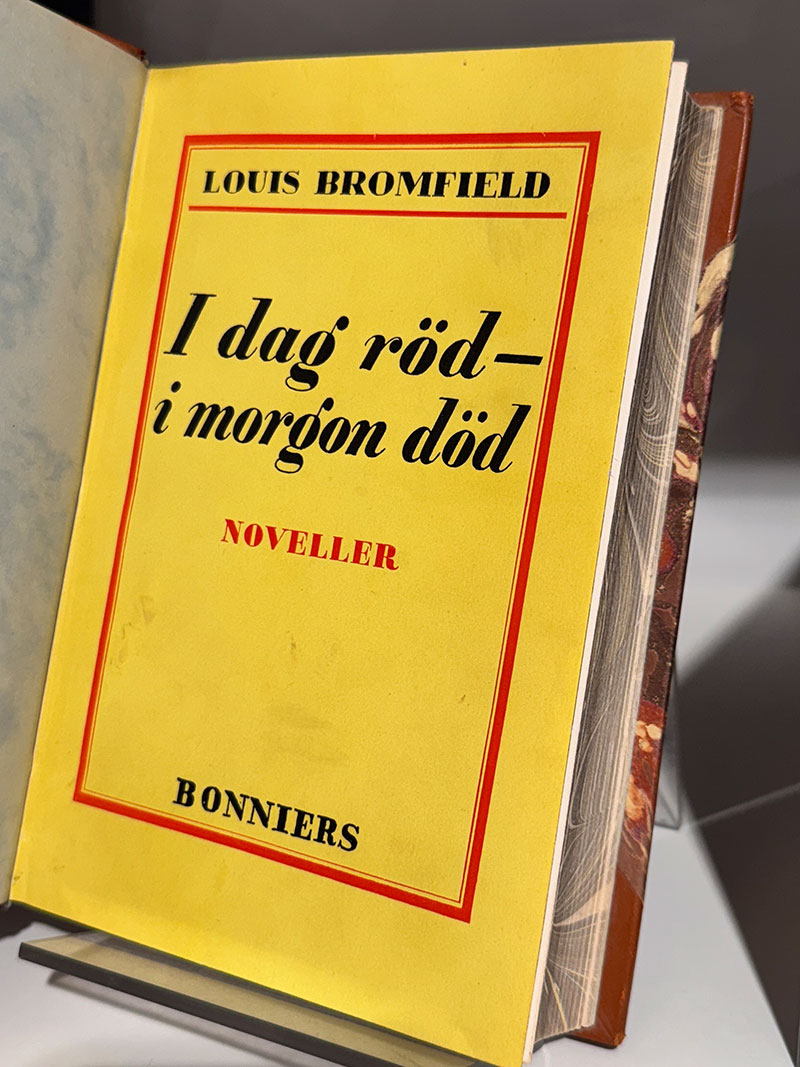 LOUIS BROMFIELD
I dag röd–
i morgon död
NOVELLER
BONNIERS